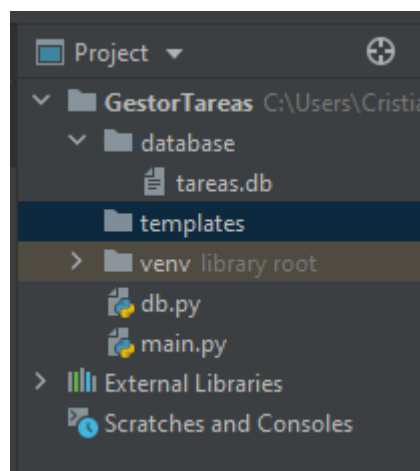 Project
GestorTareas C:\Users\Cristia
database
tareas.db
templates
venv library root
db.py
main.py
External Libraries
Scratches and Consoles